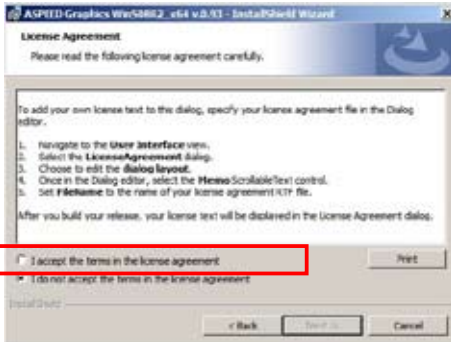 ASPEED Graphics WinS08R2_x64 v.0.93 - InstallShield Wizard
License Agreement
Please read the following license agreement carefully.
To add your own license text to this dialog, specify your license agreement file in the Dialog
editor.
1. Navigate to the User Interface view.
2. Select the LicenseAgreement dialog.
3. Choose to edit the dialog layout.
4. Once in the Dialog editor, select the Memo ScrollableText control.
5. Set FileName to the name of your license agreement RTF file.
After you build your release, your license text will be displayed in the License Agreement dialog.
I accept the terms in the license agreement
Print
I do not accept the terms in the license agreement
InstallShield
< Back
Next >
Cancel